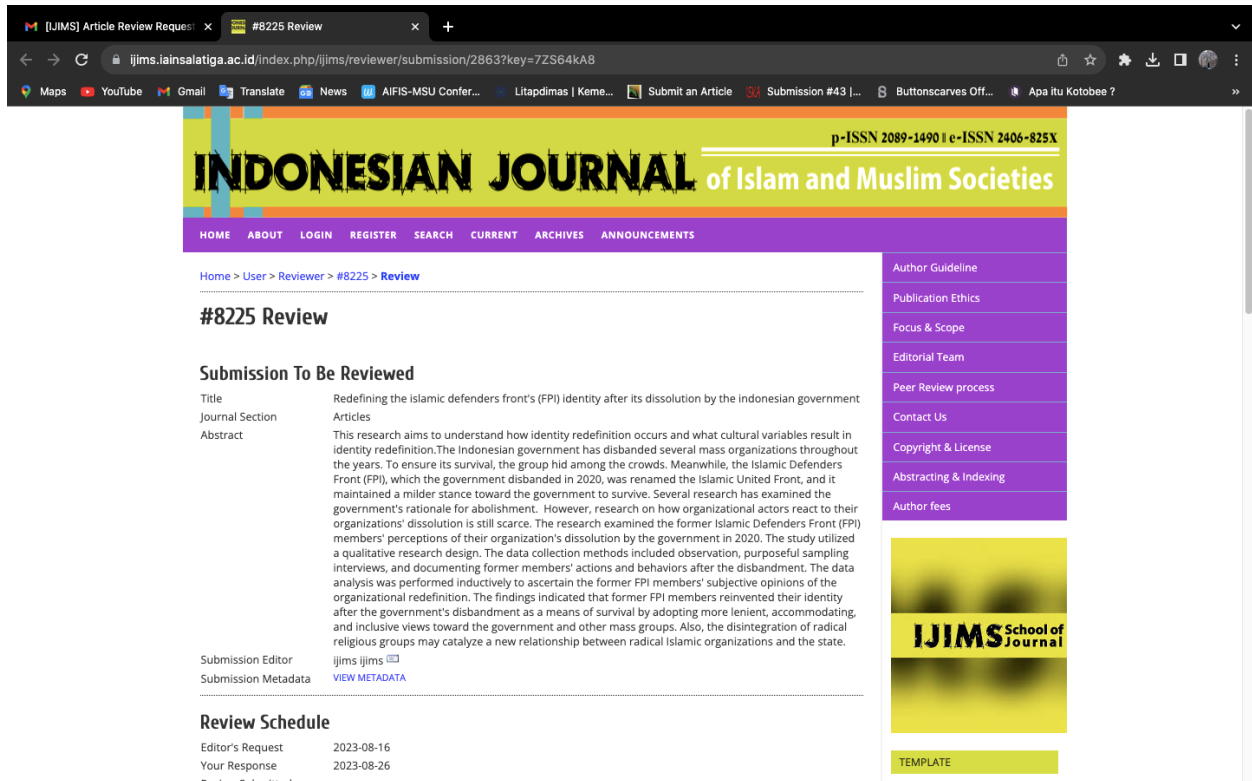 [IJIMS] Article Review Request
#8225 Review
ijims.iainsalatiga.ac.id/index.php/ijims/reviewer/submission/2863?key=7ZS64kA8
Maps YouTube Gmail Translate News AIFIS-MSU Confer... Litapdimas | Keme... Submit an Article Submission #43 |... Buttonscarves Off... Apa itu Kotobee ? »
p-ISSN 2089-1490 || e-ISSN 2406-825X
INDONESIAN JOURNAL of Islam and Muslim Societies
HOME ABOUT LOGIN REGISTER SEARCH CURRENT ARCHIVES ANNOUNCEMENTS
Home > User > Reviewer > #8225 > Review
#8225 Review
Submission To Be Reviewed
Title Redefining the islamic defenders front's (FPI) identity after its dissolution by the indonesian government
Journal Section Articles
Abstract This research aims to understand how identity redefinition occurs and what cultural variables result in
identity redefinition.The Indonesian government has disbanded several mass organizations throughout
the years. To ensure its survival, the group hid among the crowds. Meanwhile, the Islamic Defenders
Front (FPI), which the government disbanded in 2020, was renamed the Islamic United Front, and it
maintained a milder stance toward the government to survive. Several research has examined the
government's rationale for abolishment. However, research on how organizational actors react to their
organizations' dissolution is still scarce. The research examined the former Islamic Defenders Front (FPI)
members' perceptions of their organization's dissolution by the government in 2020. The study utilized
a qualitative research design. The data collection methods included observation, purposeful sampling
interviews, and documenting former members' actions and behaviors after the disbandment. The data
analysis was performed inductively to ascertain the former FPI members' subjective opinions of the
organizational redefinition. The findings indicated that former FPI members reinvented their identity
after the government's disbandment as a means of survival by adopting more lenient, accommodating,
and inclusive views toward the government and other mass groups. Also, the disintegration of radical
religious groups may catalyze a new relationship between radical Islamic organizations and the state.
Submission Editor ijims ijims
Submission Metadata VIEW METADATA
Review Schedule
Editor's Request 2023-08-16
Your Response 2023-08-26
Author Guideline
Publication Ethics
Focus & Scope
Editorial Team
Peer Review process
Contact Us
Copyright & License
Abstracting & Indexing
Author fees
IJIMS School of Journal
TEMPLATE